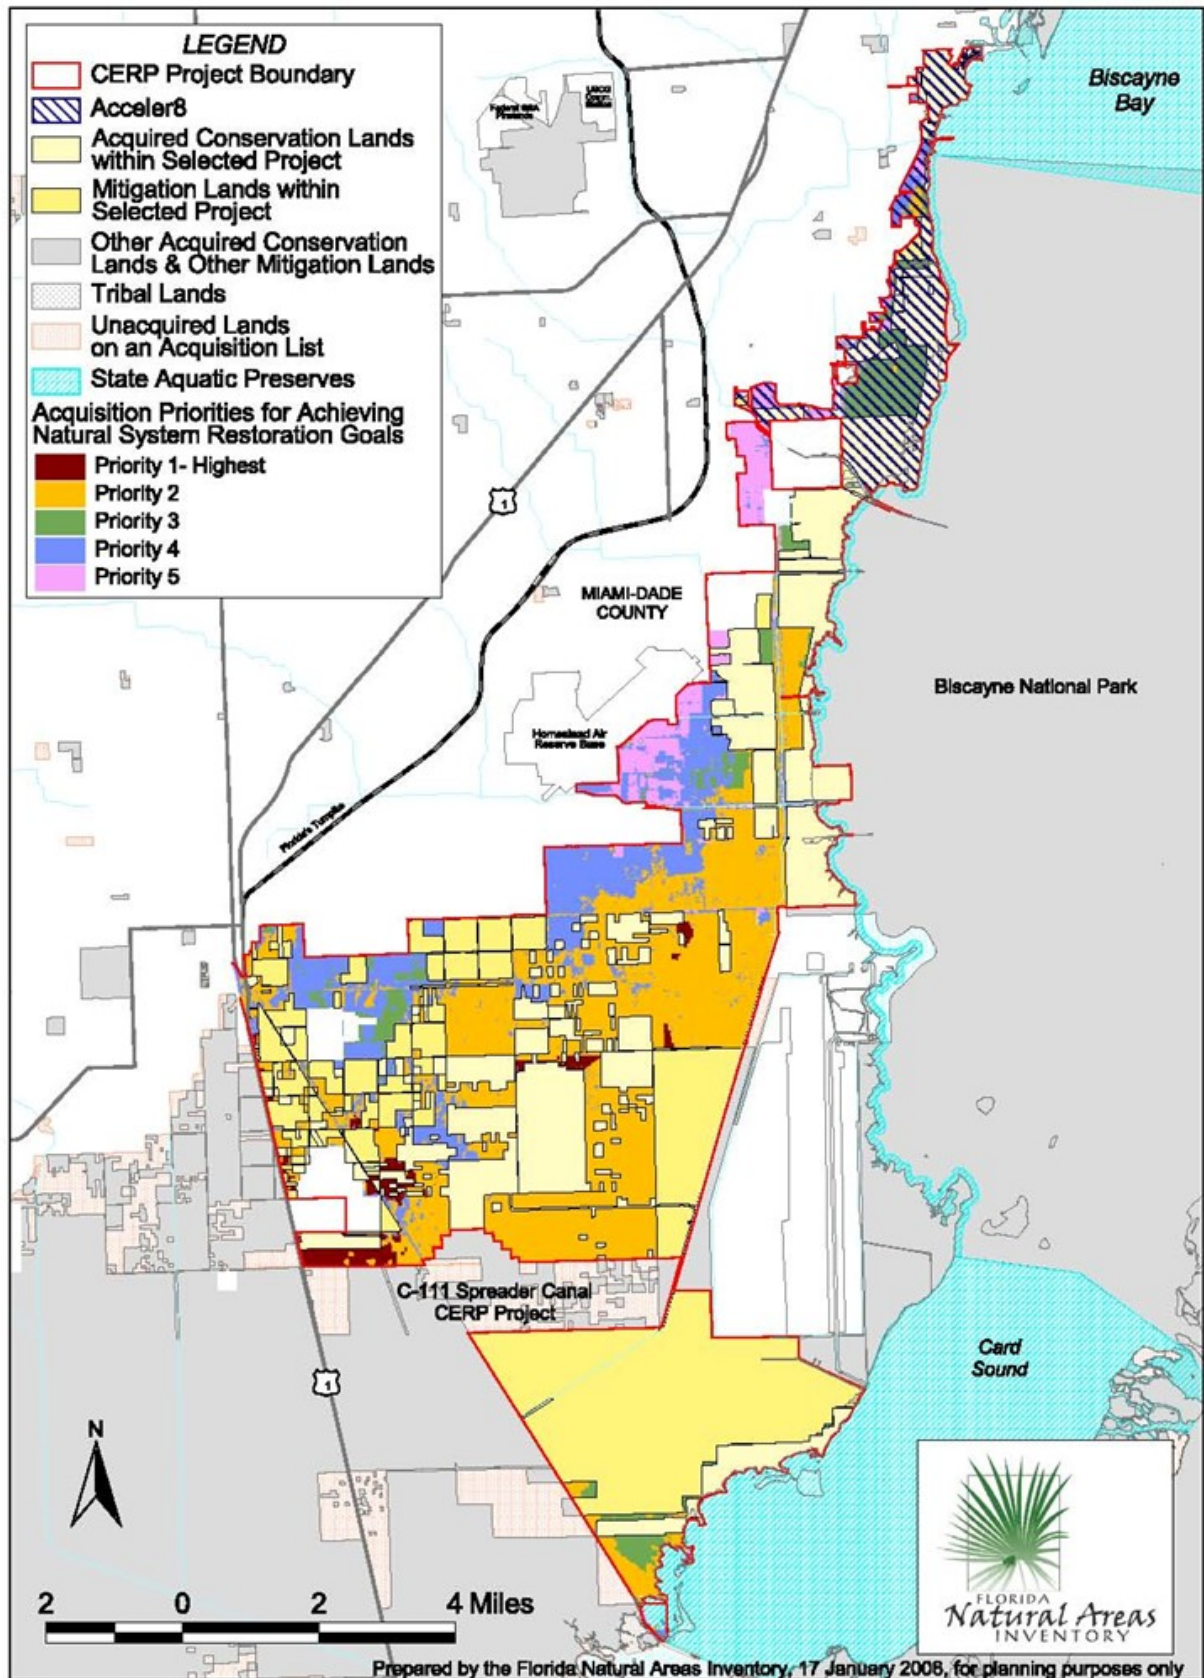 LEGEND
CERP Project Boundary
Acceler8
Acquired Conservation Lands
within Selected Project
Mitigation Lands within
Selected Project
Other Acquired Conservation
Lands & Other Mitigation Lands
Tribal Lands
Unacquired Lands
on an Acquisition List
State Aquatic Preserves
Acquisition Priorities for Achieving
Natural System Restoration Goals
Priority 1- Highest
Priority 2
Priority 3
Priority 4
Priority 5
Biscayne
Bay
1
MIAMI-DADE
COUNTY
Biscayne National Park
Homestead Air
Reserve Base
Florida's Turnpike
C-111 Spreader Canal
CERP Project
1
Card
Sound
N
2 0 2 4 Miles
FLORIDA
Natural Areas
INVENTORY
Prepared by the Florida Natural Areas Inventory, 17 January 2008, for planning purposes only